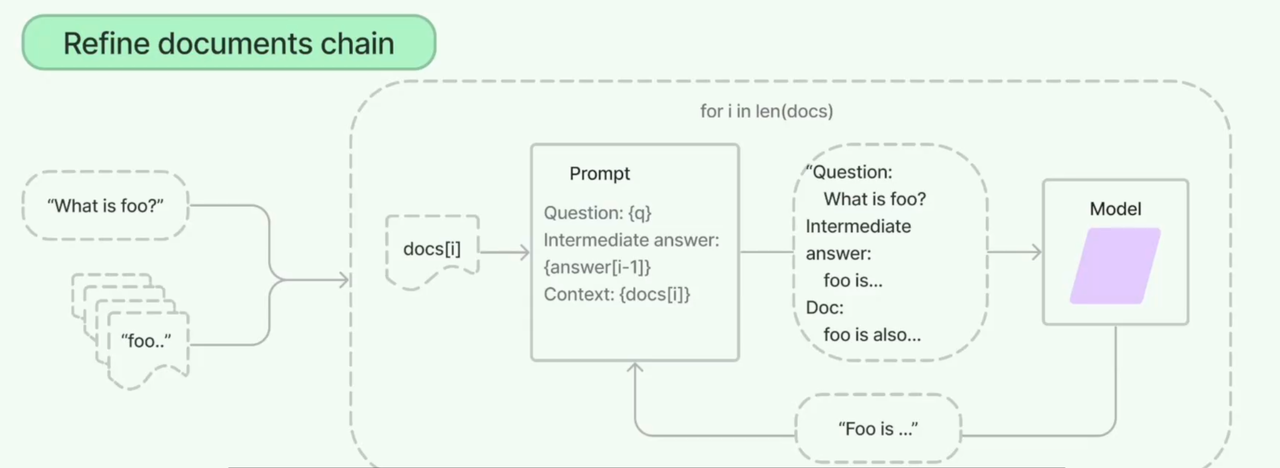 Refine documents chain
for i in len(docs)
“What is foo?”
“foo..”
docs[i]
Prompt
Question: {q}
Intermediate answer:
{answer[i-1]}
Context: {docs[i]}
“Question:
What is foo?
Intermediate
answer:
foo is...
Doc:
foo is also...
Model
“Foo is ...”